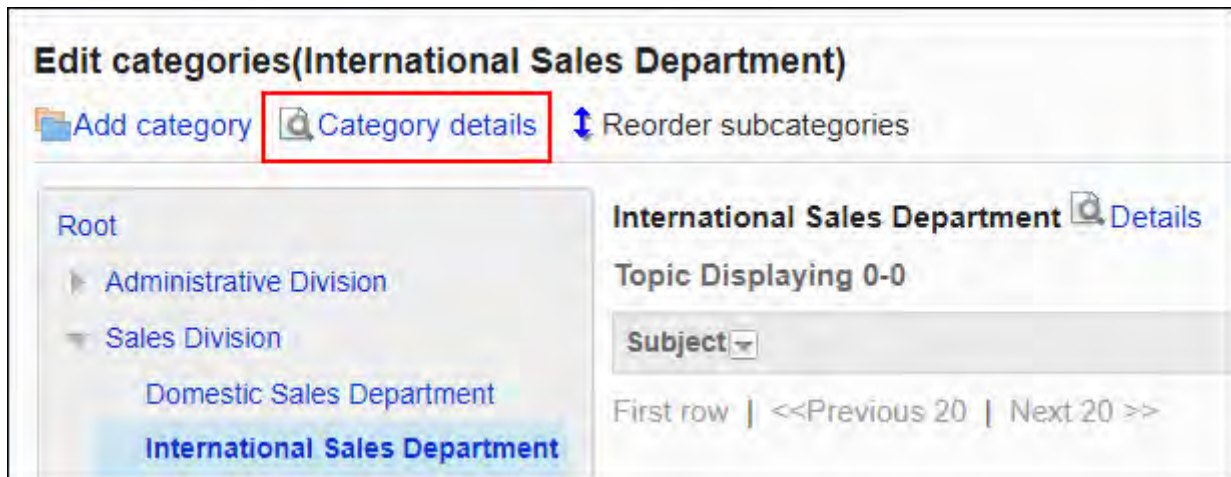 Edit categories(International Sales Department)
Add category Category details Reorder subcategories
Root
Administrative Division
Sales Division
Domestic Sales Department
International Sales Department
International Sales Department Details
Topic Displaying 0-0
Subject
First row | <<Previous 20 | Next 20 >>